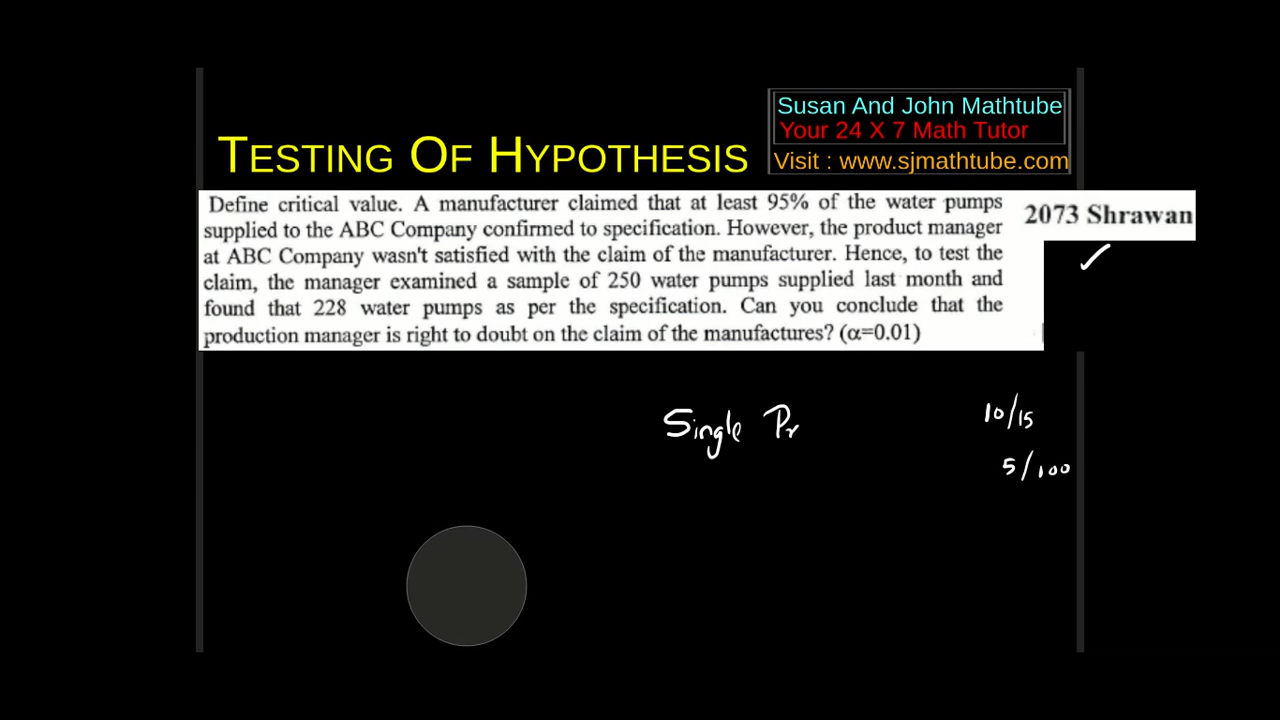 Susan And John Mathtube
Your 24 X 7 Math Tutor
Visit : www.sjmathtube.com
TESTING OF HYPOTHESIS
Define critical value. A manufacturer claimed that at least 95% of the water pumps
supplied to the ABC Company confirmed to specification. However, the product manager
at ABC Company wasn't satisfied with the claim of the manufacturer. Hence, to test the
claim, the manager examined a sample of 250 water pumps supplied last month and
found that 228 water pumps as per the specification. Can you conclude that the
production manager is right to doubt on the claim of the manufactures? (α=0.01)
2073 Shrawan
Single Pr
10/15
5/100